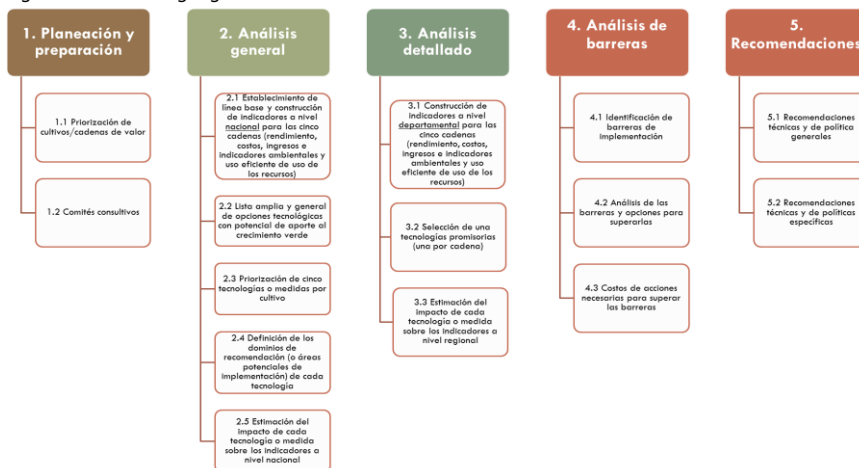 1. Planeación y
preparación
1.1 Priorización de
cultivos/cadenas de valor
1.2 Comités consultivos
2. Análisis
general
2.1 Establecimiento de
línea base y construcción
de indicadores a nivel
nacional para las cinco
cadenas (rendimiento,
costos, ingresos e
indicadores ambientales y
uso eficiente de uso de
los recursos)
2.2 Lista amplia y general
de opciones tecnológicas
con potencial de aporte al
crecimiento verde
2.3 Priorización de cinco
tecnologías o medidas por
cultivo
2.4 Definición de los
dominios de
recomendación (o áreas
potenciales de
implementación) de cada
tecnología
2.5 Estimación del
impacto de cada
tecnología o medida
sobre los indicadores a
nivel nacional
3. Análisis
detallado
3.1 Construcción de
indicadores a nivel
departamental para las
cinco cadenas
(rendimiento, costos,
ingresos e indicadores
ambientales y uso
eficiente de uso de los
recursos)
3.2 Selección de una
tecnologías promisorias
(una por cadena)
3.3 Estimación del
impacto de cada
tecnología o medida
sobre los indicadores a
nivel regional
4. Análisis de
barreras
4.1 Identificación de
barreras de
implementación
4.2 Análisis de las
barreras y opciones para
superarlas
4.3 Costos de acciones
necesarias para superar
las barreras
5.
Recomendaciones
5.1 Recomendaciones
técnicas y de política
generales
5.2 Recomendaciones
técnicas y de políticas
específicas